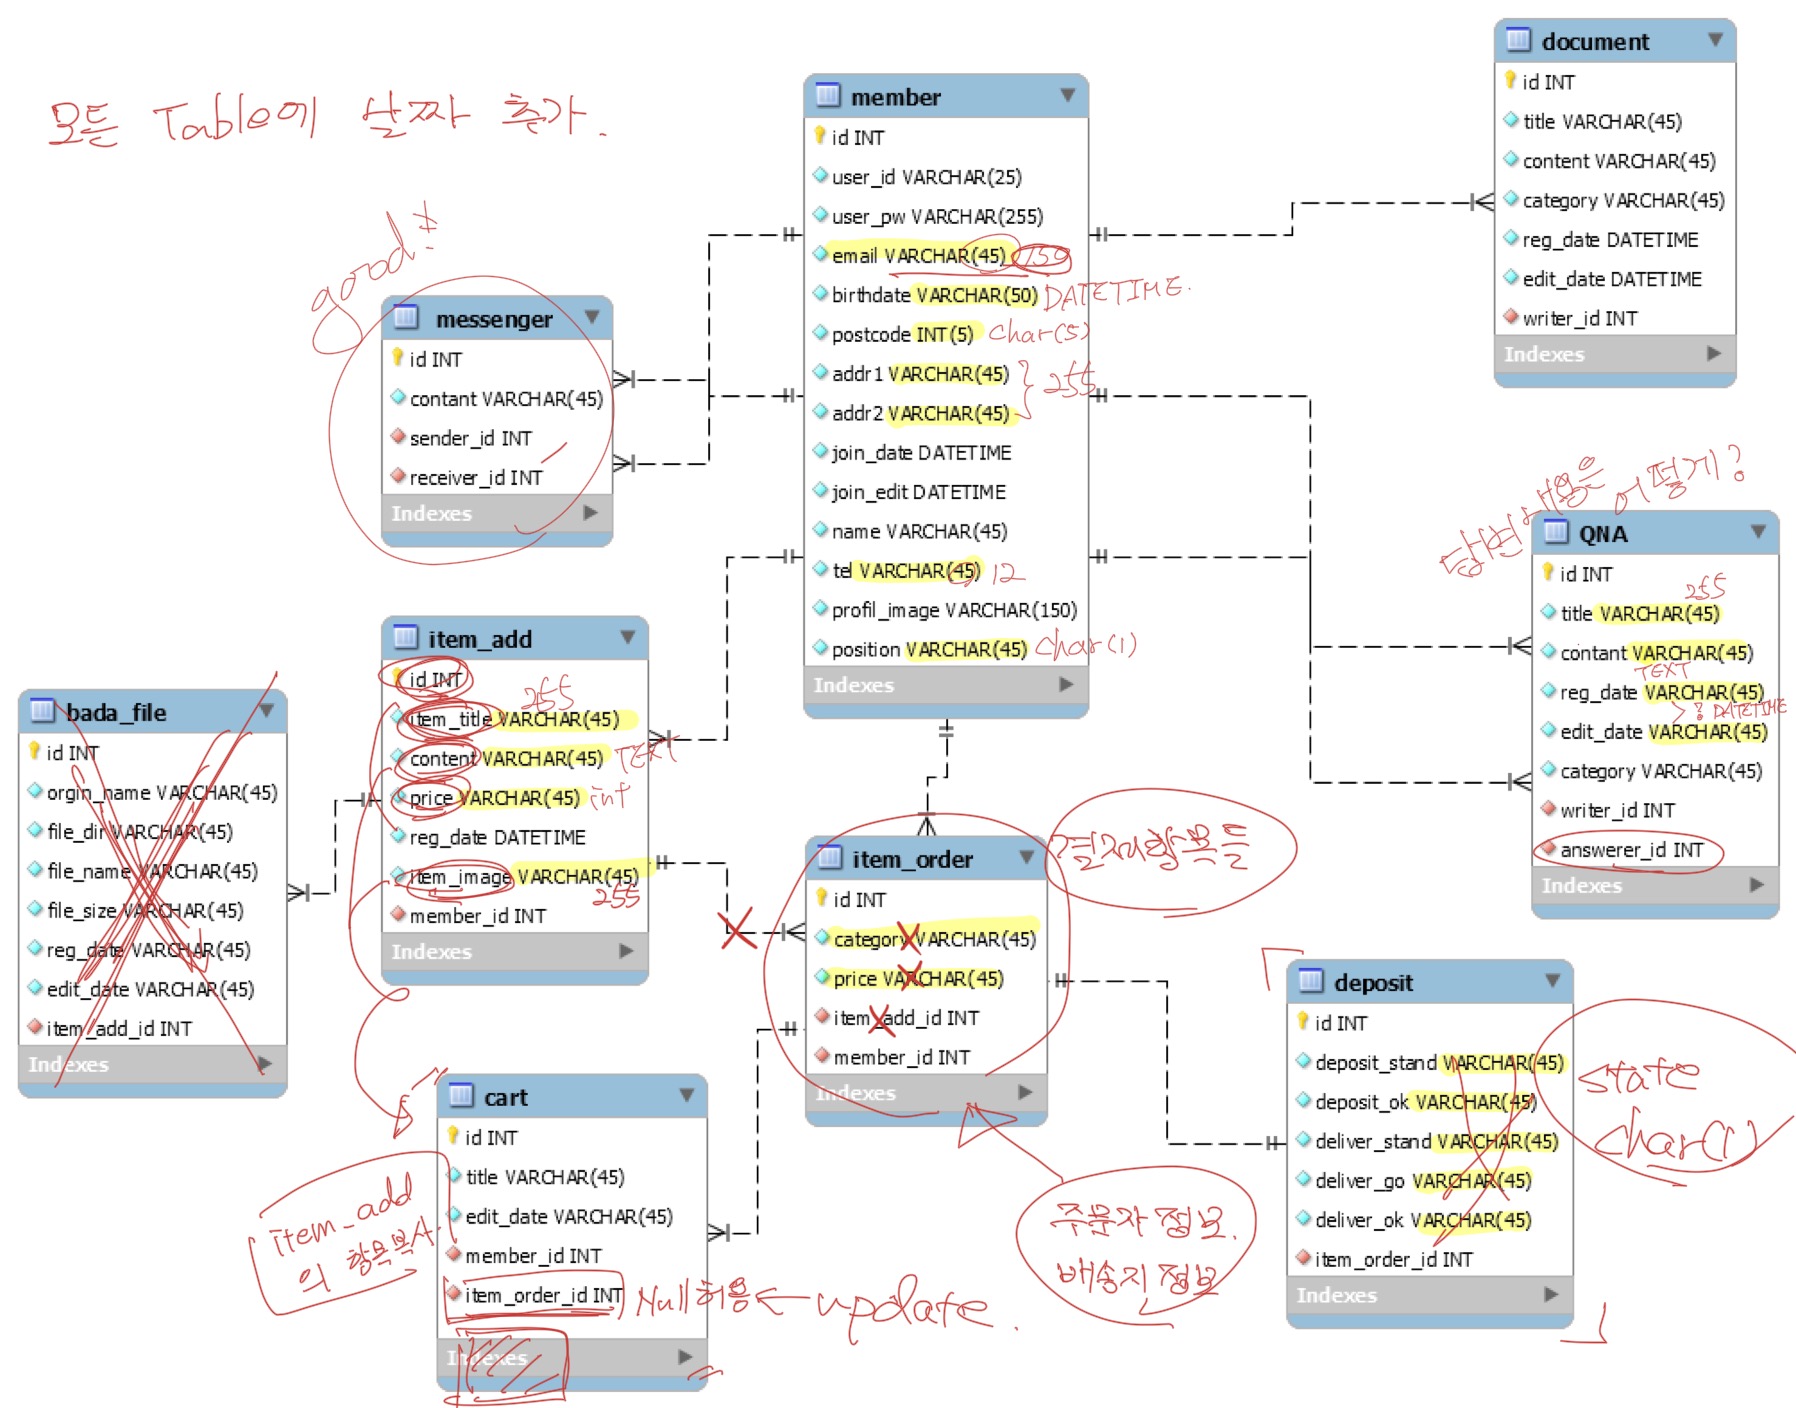 모든 Table에 날짜 추가.
document
id INT
title VARCHAR(45)
content VARCHAR(45)
category VARCHAR(45)
reg_date DATETIME
edit_date DATETIME
writer_id INT
Indexes
member
id INT
user_id VARCHAR(25)
user_pw VARCHAR(255)
email VARCHAR(45) 150
birthdate VARCHAR(50) DATETIME.
postcode INT(5) char(5)
addr1 VARCHAR(45)
addr2 VARCHAR(45)
255
join_date DATETIME
join_edit DATETIME
name VARCHAR(45)
tel VARCHAR(45) 12
profil_image VARCHAR(150)
position VARCHAR(45) char(1)
Indexes
good!
messenger
id INT
contant VARCHAR(45)
sender_id INT
receiver_id INT
Indexes
답변내용은 어떻게?
QNA
id INT
255
title VARCHAR(45)
contant VARCHAR(45)
TEXT
reg_date VARCHAR(45)
? DATETIME
edit_date VARCHAR(45)
category VARCHAR(45)
writer_id INT
answerer_id INT
Indexes
item_add
id INT
255
item_title VARCHAR(45)
content VARCHAR(45) TEXT
price VARCHAR(45) int
reg_date DATETIME
item_image VARCHAR(45)
255
member_id INT
Indexes
bada_file
id INT
orgin_name VARCHAR(45)
file_dir VARCHAR(45)
file_name VARCHAR(45)
file_size VARCHAR(45)
reg_date VARCHAR(45)
edit_date VARCHAR(45)
item_add_id INT
Indexes
결제항목들
item_order
id INT
category VARCHAR(45)
price VARCHAR(45)
item_add_id INT
member_id INT
Indexes
주문자 정보.
배송지 정보
deposit
id INT
deposit_stand VARCHAR(45)
deposit_ok VARCHAR(45)
deliver_stand VARCHAR(45)
deliver_go VARCHAR(45)
deliver_ok VARCHAR(45)
item_order_id INT
Indexes
state
char(1)
cart
id INT
title VARCHAR(45)
edit_date VARCHAR(45)
member_id INT
item_order_id INT Null허용 ← update.
Indexes
item_add
의 항목복사.